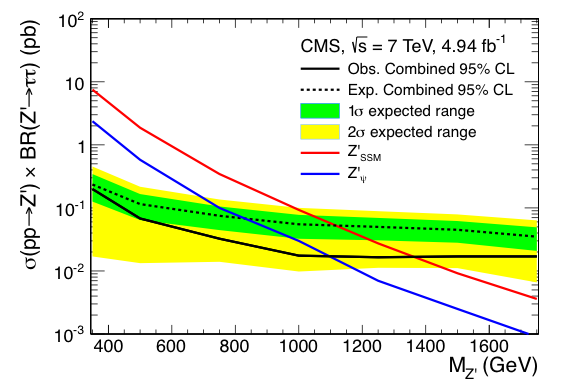 CMS, √s = 7 TeV, 4.94 fb⁻¹
Obs. Combined 95% CL
Exp. Combined 95% CL
1σ expected range
2σ expected range
Z'SSM
Z'ψ
σ(pp→Z') × BR(Z'→ττ) (pb)
10²
10
1
10⁻¹
10⁻²
10⁻³
400 600 800 1000 1200 1400 1600
M_Z' (GeV)